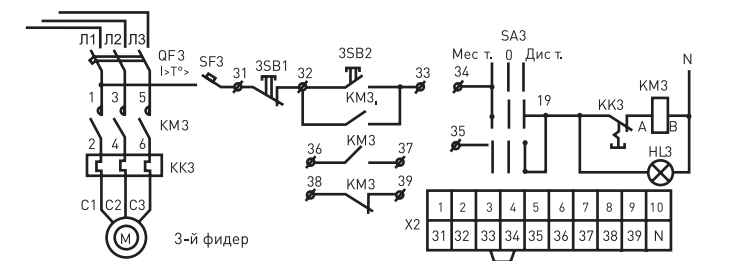 SA3
Л1 Л2 Л3
QF3
I>T°>
SF3
31
3SB1
32
3SB2
33
34
Мес т. 0 Дис т.
N
KM3
19
KK3
KM3
A B
1 3 5
KM3
2 4 6
KK3
36
KM3
37
35
38
KM3
39
HL3
C1 C2 C3
M
3-й фидер
X2
1 2 3 4 5 6 7 8 9 10
31 32 33 34 35 36 37 38 39 N